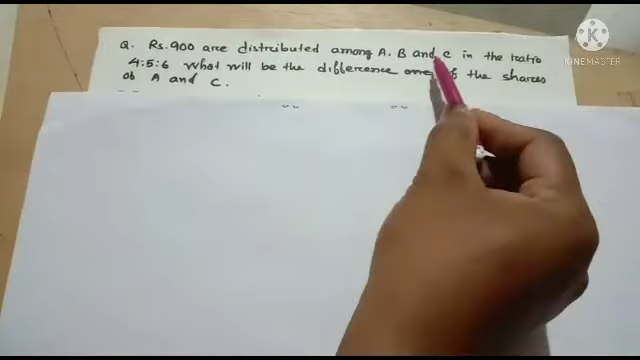 Q. Rs.900 are distributed among A. B and C in the ratio
4:5:6 What will be the difference one of the shares
of A and C.
K
KINEMASTER